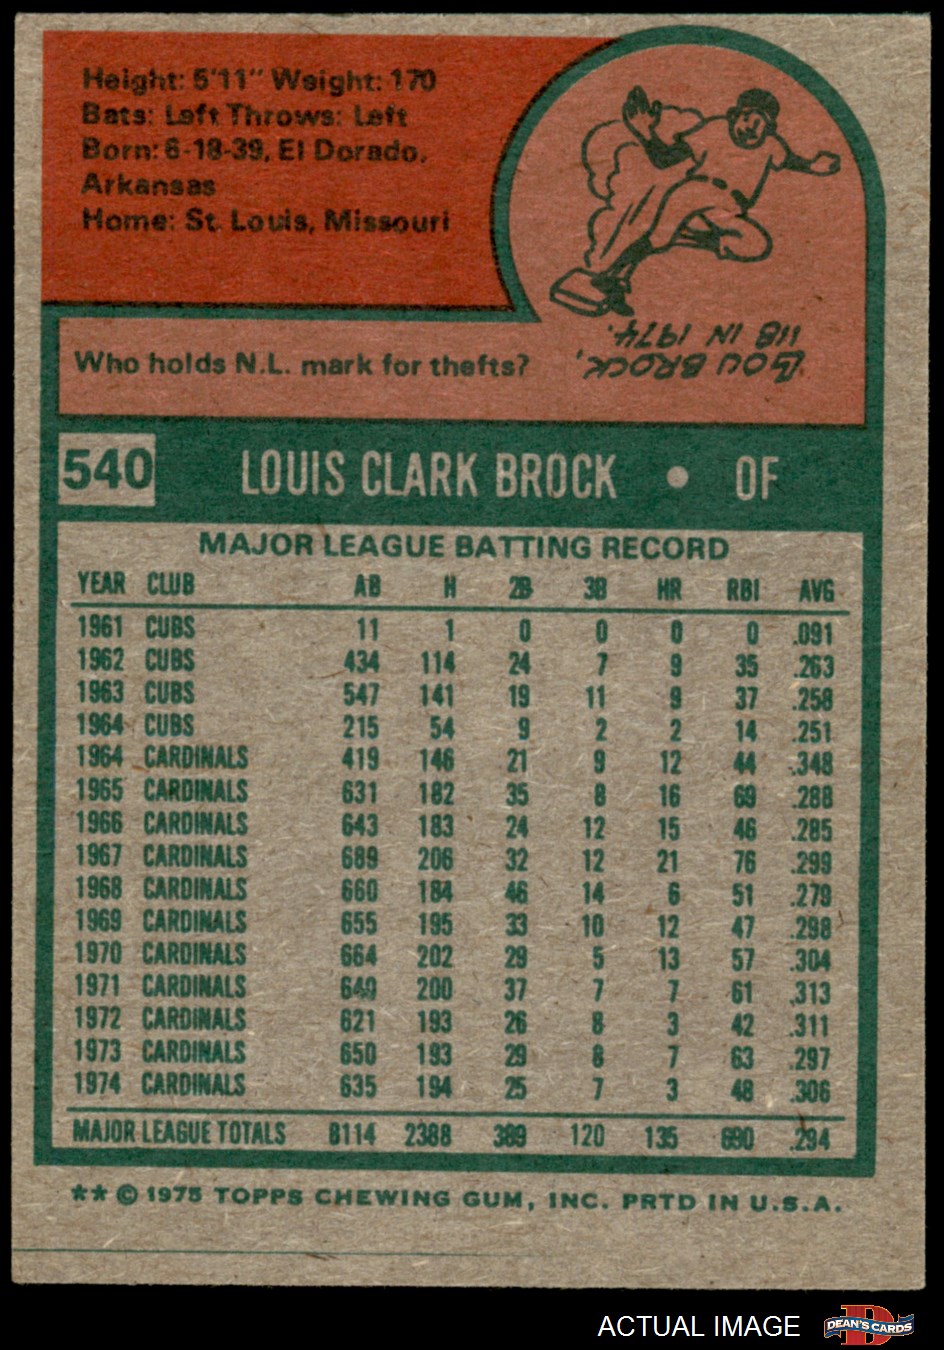 Height: 5'11" Weight: 170
Bats: Left Throws: Left
Born: 6-18-39, El Dorado,
Arkansas
Home: St. Louis, Missouri
Who holds N.L. mark for thefts?
LOU BROCK,
118 IN 1974.
540 LOUIS CLARK BROCK • OF
MAJOR LEAGUE BATTING RECORD
YEAR CLUB AB H 2B 3B HR RBI AVG
1961 CUBS 11 1 0 0 0 0 .091
1962 CUBS 434 114 24 7 9 35 .263
1963 CUBS 547 141 19 11 9 37 .258
1964 CUBS 215 54 9 2 2 14 .251
1964 CARDINALS 419 146 21 9 12 44 .348
1965 CARDINALS 631 182 35 8 16 69 .288
1966 CARDINALS 643 183 24 12 15 46 .285
1967 CARDINALS 689 206 32 12 21 76 .299
1968 CARDINALS 660 184 46 14 6 51 .279
1969 CARDINALS 655 195 33 10 12 47 .298
1970 CARDINALS 664 202 29 5 13 57 .304
1971 CARDINALS 640 200 37 7 7 61 .313
1972 CARDINALS 621 193 26 8 3 42 .311
1973 CARDINALS 650 193 29 8 7 63 .297
1974 CARDINALS 635 194 25 7 3 48 .306
MAJOR LEAGUE TOTALS 8114 2388 389 120 135 690 .294
** © 1975 TOPPS CHEWING GUM, INC. PRTD IN U.S.A.
ACTUAL IMAGE
DEAN'S CARDS